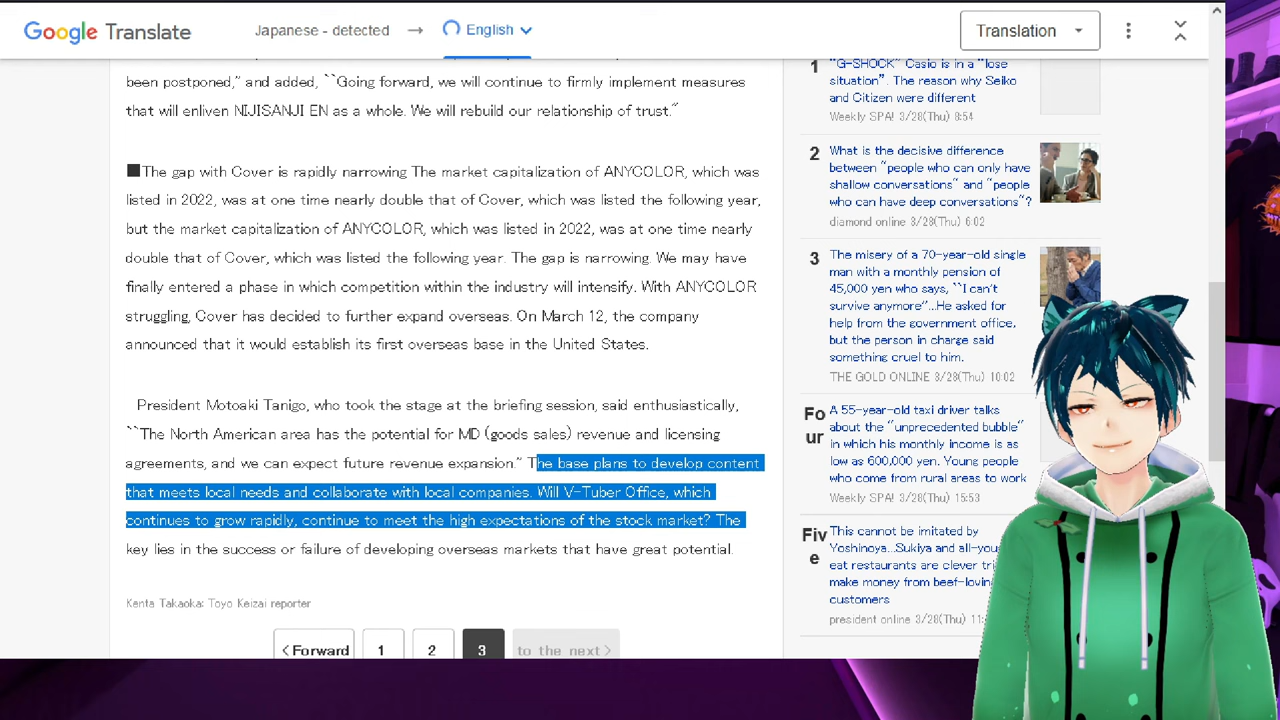 Google Translate
Japanese - detected
→
English
Translation
been postponed," and added, ``Going forward, we will continue to firmly implement measures
that will enliven NIJISANJI EN as a whole. We will rebuild our relationship of trust."
■The gap with Cover is rapidly narrowing The market capitalization of ANYCOLOR, which was
listed in 2022, was at one time nearly double that of Cover, which was listed the following year,
but the market capitalization of ANYCOLOR, which was listed in 2022, was at one time nearly
double that of Cover, which was listed the following year. The gap is narrowing. We may have
finally entered a phase in which competition within the industry will intensify. With ANYCOLOR
struggling, Cover has decided to further expand overseas. On March 12, the company
announced that it would establish its first overseas base in the United States.
President Motoaki Tanigo, who took the stage at the briefing session, said enthusiastically,
``The North American area has the potential for MD (goods sales) revenue and licensing
agreements, and we can expect future revenue expansion." The base plans to develop content
that meets local needs and collaborate with local companies. Will V-Tuber Office, which
continues to grow rapidly, continue to meet the high expectations of the stock market? The
key lies in the success or failure of developing overseas markets that have great potential.
Kenta Takaoka: Toyo Keizai reporter
<Forward
1
2
3
to the next>
1
"G-SHOCK" Casio is in a "lose
situation". The reason why Seiko
and Citizen were different
Weekly SPA! 3/28(Thu) 8:54
2
What is the decisive difference
between "people who can only have
shallow conversations" and "people
who can have deep conversations"?
diamond online 3/28(Thu) 6:02
3
The misery of a 70-year-old single
man with a monthly pension of
45,000 yen who says, ``I can't
survive anymore"...He asked for
help from the government office,
but the person in charge said
something cruel to him.
THE GOLD ONLINE 3/28(Thu) 10:02
Fo
ur
A 55-year-old taxi driver talks
about the "unprecedented bubble"
in which his monthly income is as
low as 600,000 yen. Young people
who come from rural areas to work
Weekly SPA! 3/28(Thu) 15:53
Fiv
e
This cannot be imitated by
Yoshinoya...Sukiya and all-you-
eat restaurants are clever
make money from beef-loving
customers
president online 3/28(Thu)